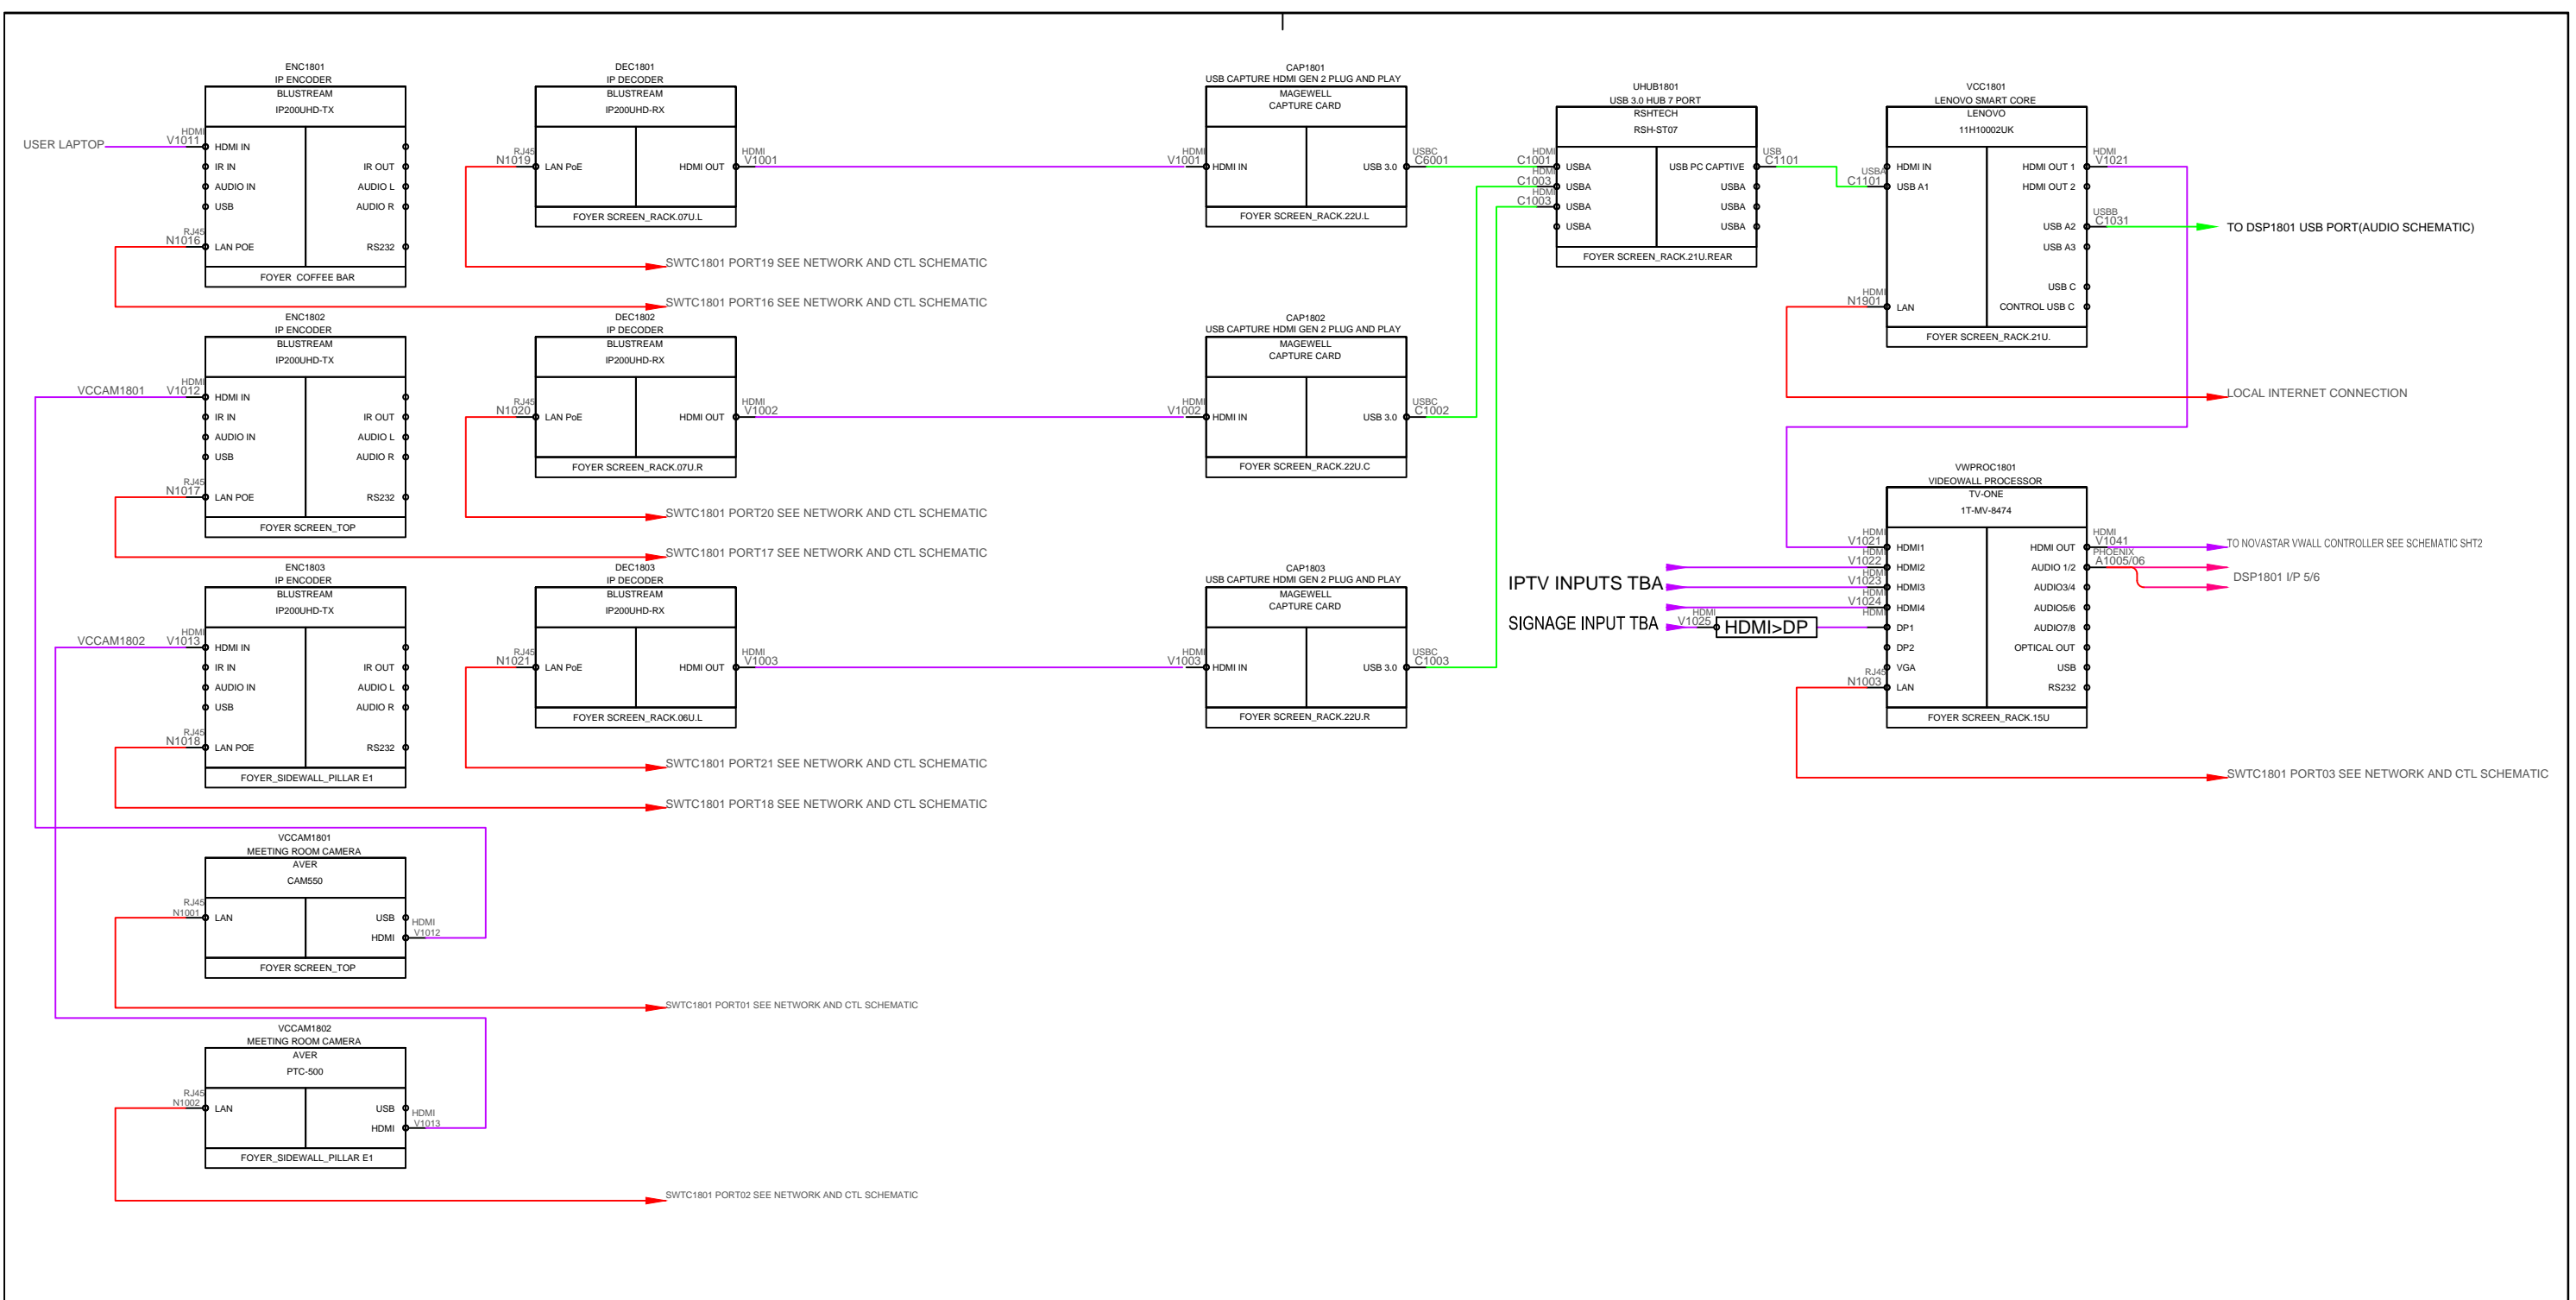 ENC1801
IP ENCODER
BLUSTREAM
IP200UHD-TX
USER LAPTOP
HDMI
V1011
HDMI IN
IR IN
IR OUT
AUDIO IN
AUDIO L
USB
AUDIO R
RJ45
N1016
LAN POE
RS232
FOYER COFFEE BAR
DEC1801
IP DECODER
BLUSTREAM
IP200UHD-RX
RJ45
N1019
LAN PoE
HDMI OUT
HDMI
V1001
FOYER SCREEN_RACK.07U.L
SWTC1801 PORT19 SEE NETWORK AND CTL SCHEMATIC
SWTC1801 PORT16 SEE NETWORK AND CTL SCHEMATIC
CAP1801
USB CAPTURE HDMI GEN 2 PLUG AND PLAY
MAGEWELL
CAPTURE CARD
HDMI
V1001
HDMI IN
USB 3.0
USBC
C6001
FOYER SCREEN_RACK.22U.L
UHUB1801
USB 3.0 HUB 7 PORT
RSHTECH
RSH-ST07
HDMI
C1001
USBA
USB PC CAPTIVE
USB
C1101
HDMI
C1003
USBA
USBA
HDMI
C1003
USBA
USBA
USBA
USBA
FOYER SCREEN_RACK.21U.REAR
VCC1801
LENOVO SMART CORE
LENOVO
11H10002UK
HDMI IN
HDMI OUT 1
HDMI
V1021
USBA
C1101
USB A1
HDMI OUT 2
USB A2
USBB
C1031
TO DSP1801 USB PORT(AUDIO SCHEMATIC)
USB A3
USB C
HDMI
N1901
LAN
CONTROL USB C
FOYER SCREEN_RACK.21U.
LOCAL INTERNET CONNECTION
ENC1802
IP ENCODER
BLUSTREAM
IP200UHD-TX
VCCAM1801
HDMI
V1012
HDMI IN
IR IN
IR OUT
AUDIO IN
AUDIO L
USB
AUDIO R
RJ45
N1017
LAN POE
RS232
FOYER SCREEN_TOP
DEC1802
IP DECODER
BLUSTREAM
IP200UHD-RX
RJ45
N1020
LAN PoE
HDMI OUT
HDMI
V1002
FOYER SCREEN_RACK.07U.R
SWTC1801 PORT20 SEE NETWORK AND CTL SCHEMATIC
SWTC1801 PORT17 SEE NETWORK AND CTL SCHEMATIC
CAP1802
USB CAPTURE HDMI GEN 2 PLUG AND PLAY
MAGEWELL
CAPTURE CARD
HDMI
V1002
HDMI IN
USB 3.0
USBC
C1002
FOYER SCREEN_RACK.22U.C
VWPROC1801
VIDEOWALL PROCESSOR
TV-ONE
1T-MV-8474
HDMI
V1021
HDMI1
HDMI OUT
HDMI
V1041
TO NOVASTAR VWALL CONTROLLER SEE SCHEMATIC SHT2
HDMI
V1022
HDMI2
AUDIO 1/2
PHOENIX
A1005/06
DSP1801 I/P 5/6
IPTV INPUTS TBA
HDMI
V1023
HDMI3
AUDIO3/4
HDMI
V1024
HDMI4
AUDIO5/6
SIGNAGE INPUT TBA
HDMI
V1025
HDMI>DP
HDMI
DP1
AUDIO7/8
DP2
OPTICAL OUT
VGA
USB
RJ45
N1003
LAN
RS232
FOYER SCREEN_RACK.15U
SWTC1801 PORT03 SEE NETWORK AND CTL SCHEMATIC
ENC1803
IP ENCODER
BLUSTREAM
IP200UHD-TX
VCCAM1802
HDMI
V1013
HDMI IN
IR IN
IR OUT
AUDIO IN
AUDIO L
USB
AUDIO R
RJ45
N1018
LAN POE
RS232
FOYER_SIDEWALL_PILLAR E1
DEC1803
IP DECODER
BLUSTREAM
IP200UHD-RX
RJ45
N1021
LAN PoE
HDMI OUT
HDMI
V1003
FOYER SCREEN_RACK.06U.L
SWTC1801 PORT21 SEE NETWORK AND CTL SCHEMATIC
SWTC1801 PORT18 SEE NETWORK AND CTL SCHEMATIC
CAP1803
USB CAPTURE HDMI GEN 2 PLUG AND PLAY
MAGEWELL
CAPTURE CARD
HDMI
V1003
HDMI IN
USB 3.0
USBC
C1003
FOYER SCREEN_RACK.22U.R
VCCAM1801
MEETING ROOM CAMERA
AVER
CAM550
RJ45
N1001
LAN
USB
HDMI
HDMI
V1012
FOYER SCREEN_TOP
SWTC1801 PORT01 SEE NETWORK AND CTL SCHEMATIC
VCCAM1802
MEETING ROOM CAMERA
AVER
PTC-500
RJ45
N1002
LAN
USB
HDMI
HDMI
V1013
FOYER_SIDEWALL_PILLAR E1
SWTC1801 PORT02 SEE NETWORK AND CTL SCHEMATIC